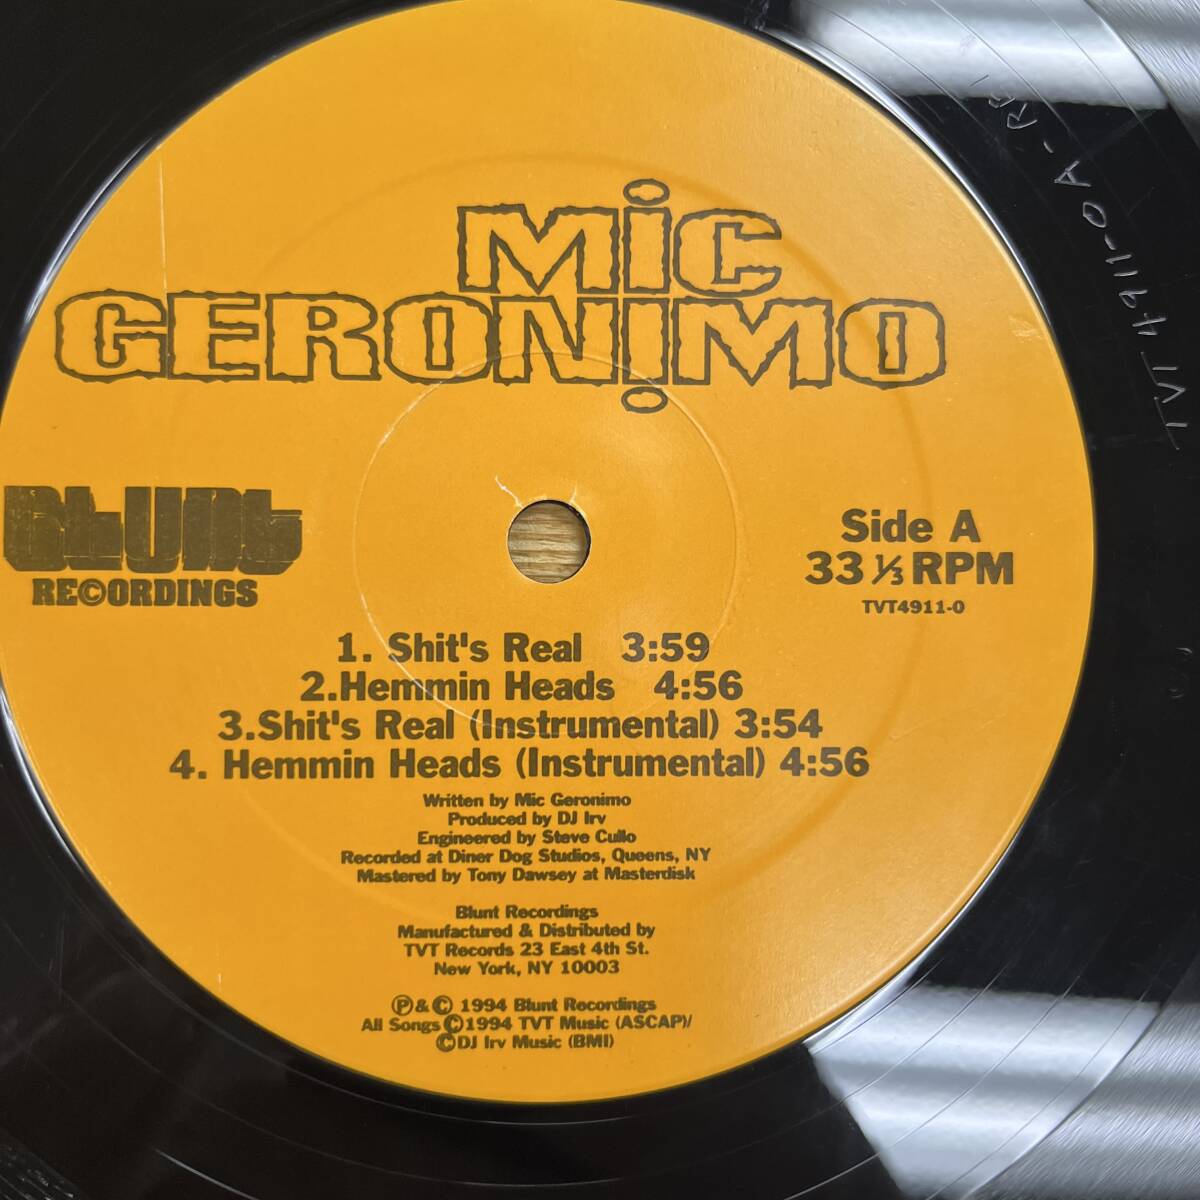 MiC
GERONiMO
BLUNT
RE©ORDINGS
Side A
33 ⅓ RPM
TVT4911-0
1. Shit's Real 3:59
2.Hemmin Heads 4:56
3.Shit's Real (Instrumental) 3:54
4. Hemmin Heads (Instrumental) 4:56
Written by Mic Geronimo
Produced by DJ Irv
Engineered by Steve Cullo
Recorded at Diner Dog Studios, Queens, NY
Mastered by Tony Dawsey at Masterdisk
Blunt Recordings
Manufactured & Distributed by
TVT Records 23 East 4th St.
New York, NY 10003
℗&© 1994 Blunt Recordings
All Songs ©1994 TVT Music (ASCAP)/
©DJ Irv Music (BMI)
TVT 4911-0 A-